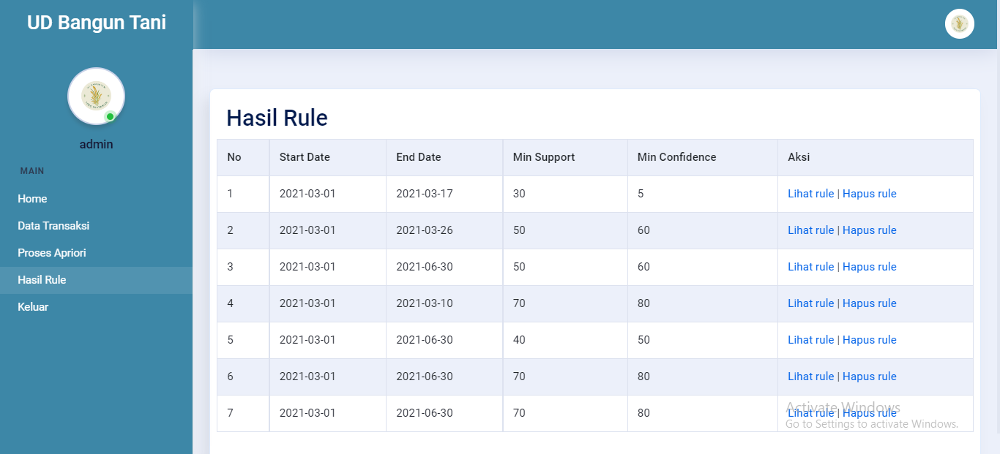 UD Bangun Tani
admin
MAIN
Home
Data Transaksi
Proses Apriori
Hasil Rule
Keluar
Hasil Rule
No Start Date End Date Min Support Min Confidence Aksi
1 2021-03-01 2021-03-17 30 5 Lihat rule | Hapus rule
2 2021-03-01 2021-03-26 50 60 Lihat rule | Hapus rule
3 2021-03-01 2021-06-30 50 60 Lihat rule | Hapus rule
4 2021-03-01 2021-03-10 70 80 Lihat rule | Hapus rule
5 2021-03-01 2021-06-30 40 50 Lihat rule | Hapus rule
6 2021-03-01 2021-06-30 70 80 Lihat rule | Hapus rule
7 2021-03-01 2021-06-30 70 80 Lihat rule | Hapus rule
Activate Windows
Go to Settings to activate Windows.